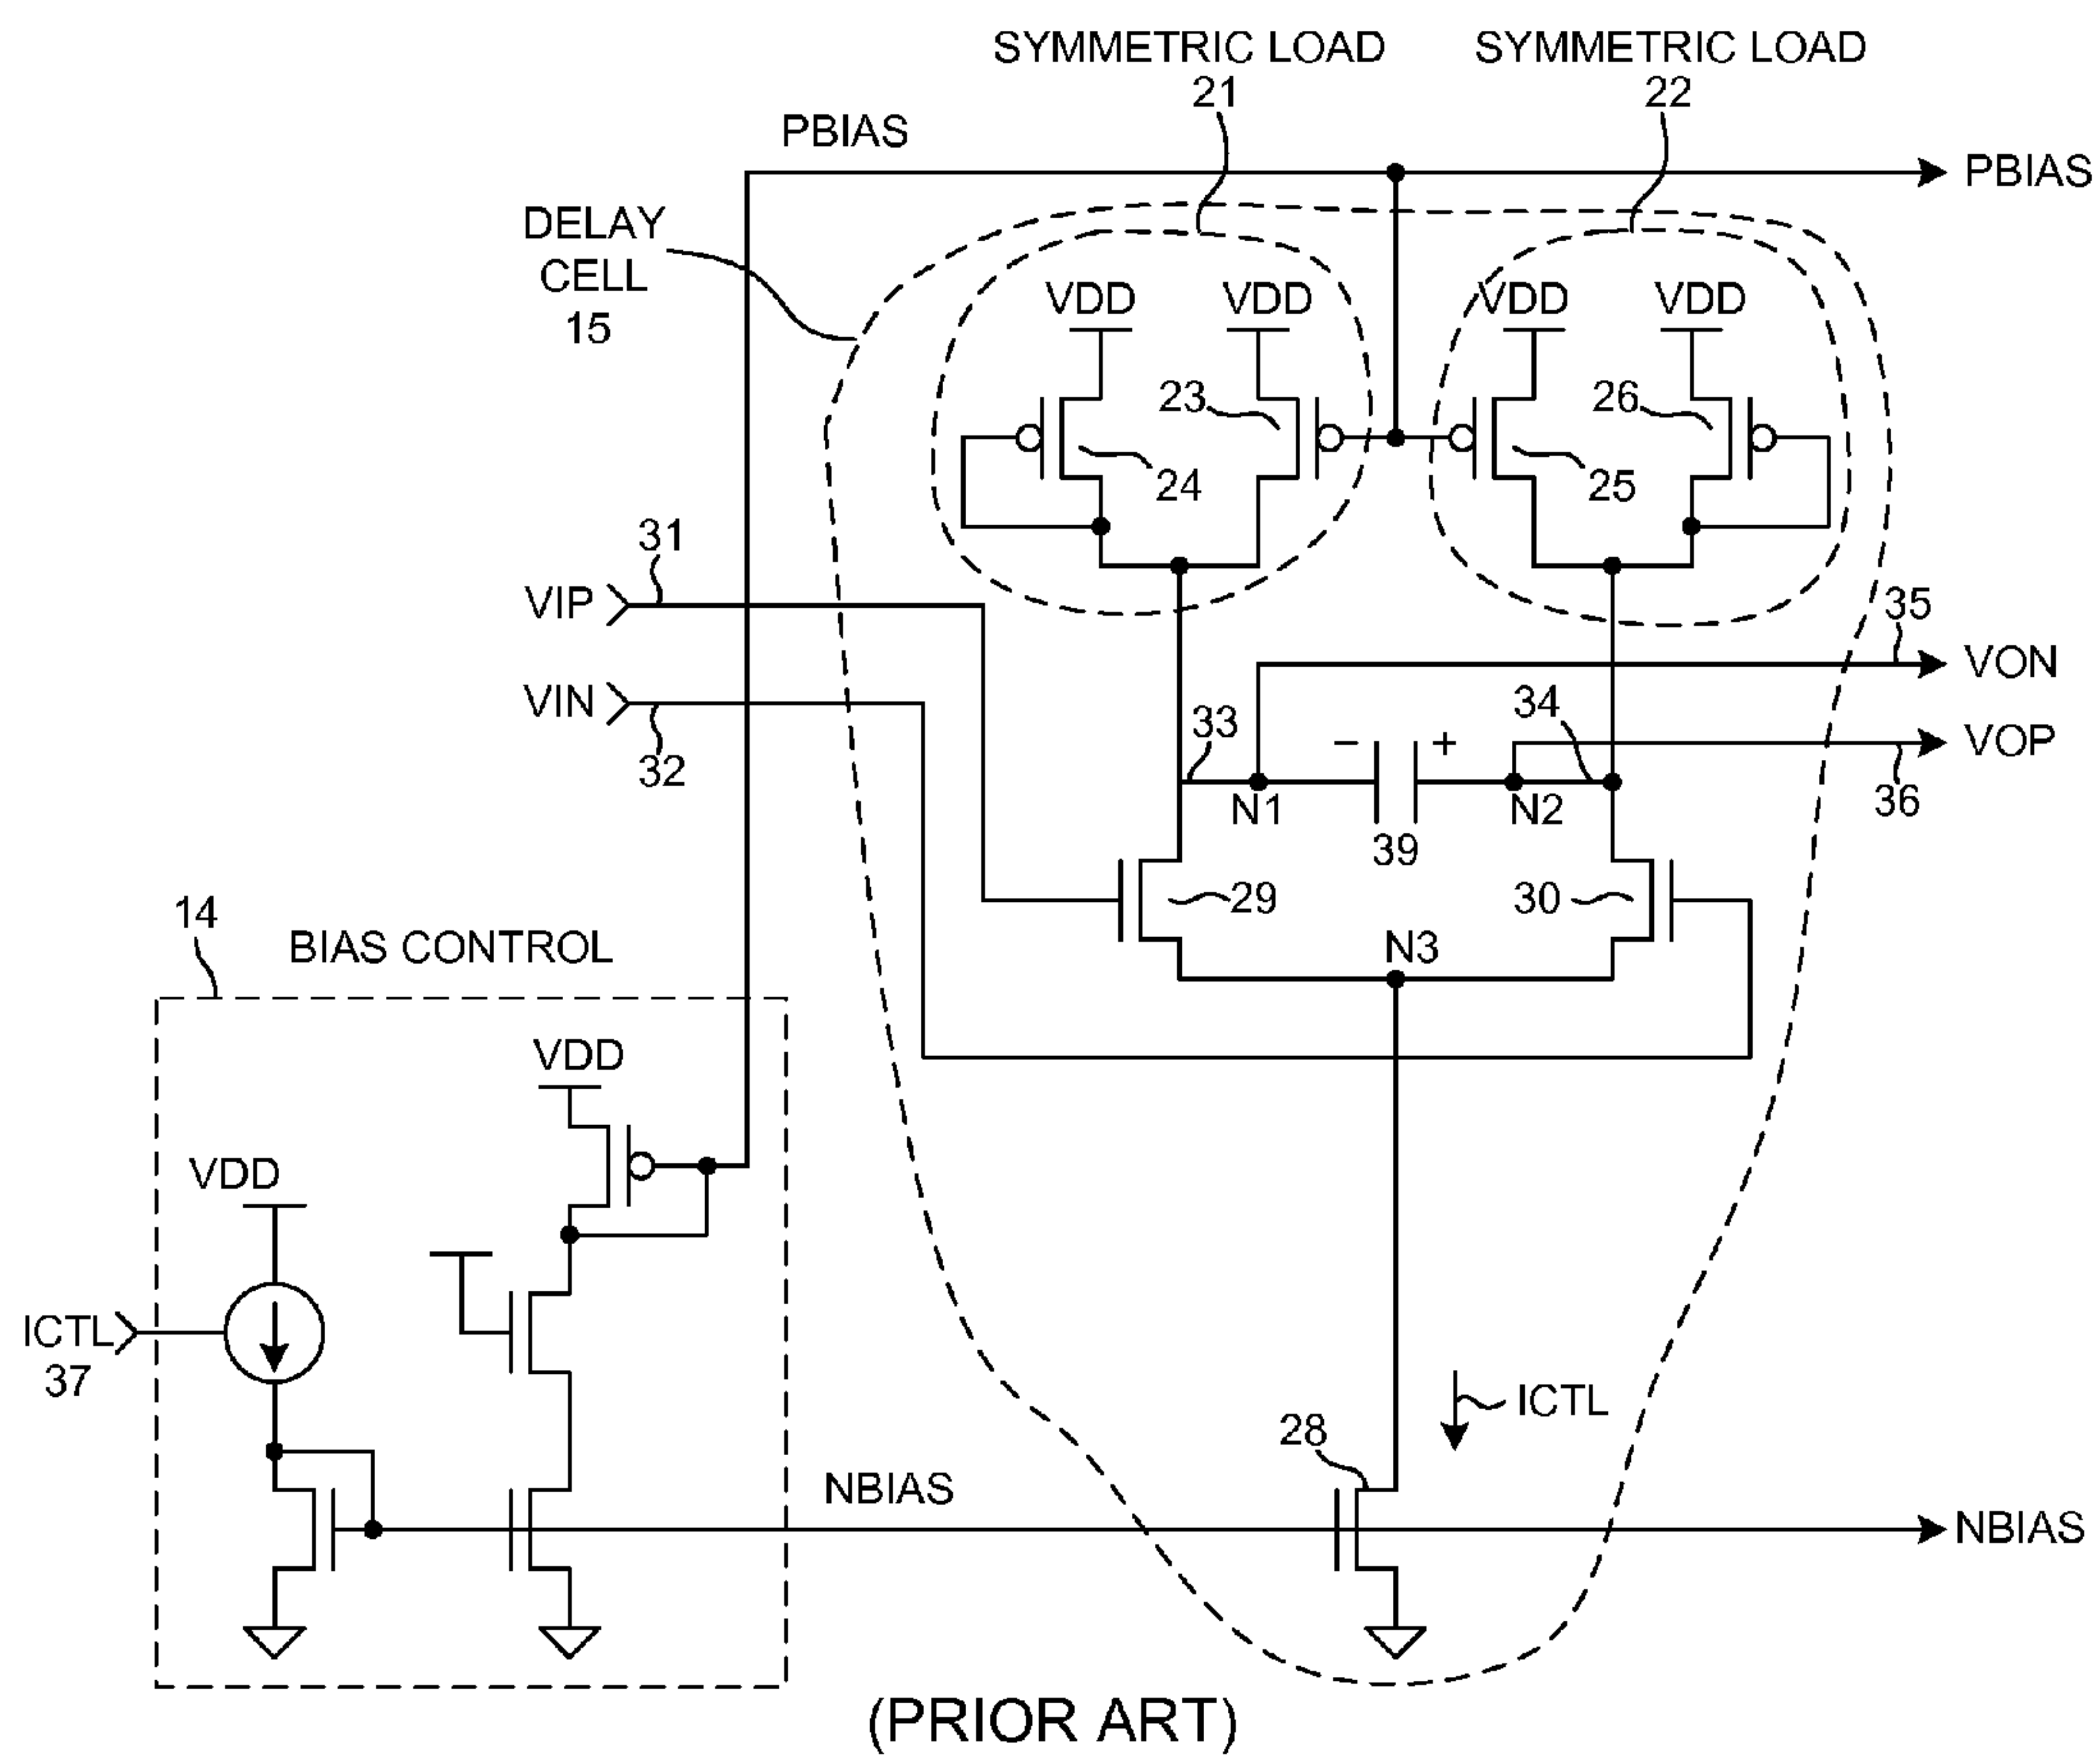 SYMMETRIC LOAD
21
SYMMETRIC LOAD
22
PBIAS
PBIAS
DELAY
CELL
15
VDD
VDD
VDD
VDD
23
24
25
26
31
VIP
VIN
32
35
VON
33
34
VOP
36
N1
–
+
N2
39
29
30
N3
14
BIAS CONTROL
VDD
VDD
ICTL
37
ICTL
28
NBIAS
NBIAS
(PRIOR ART)